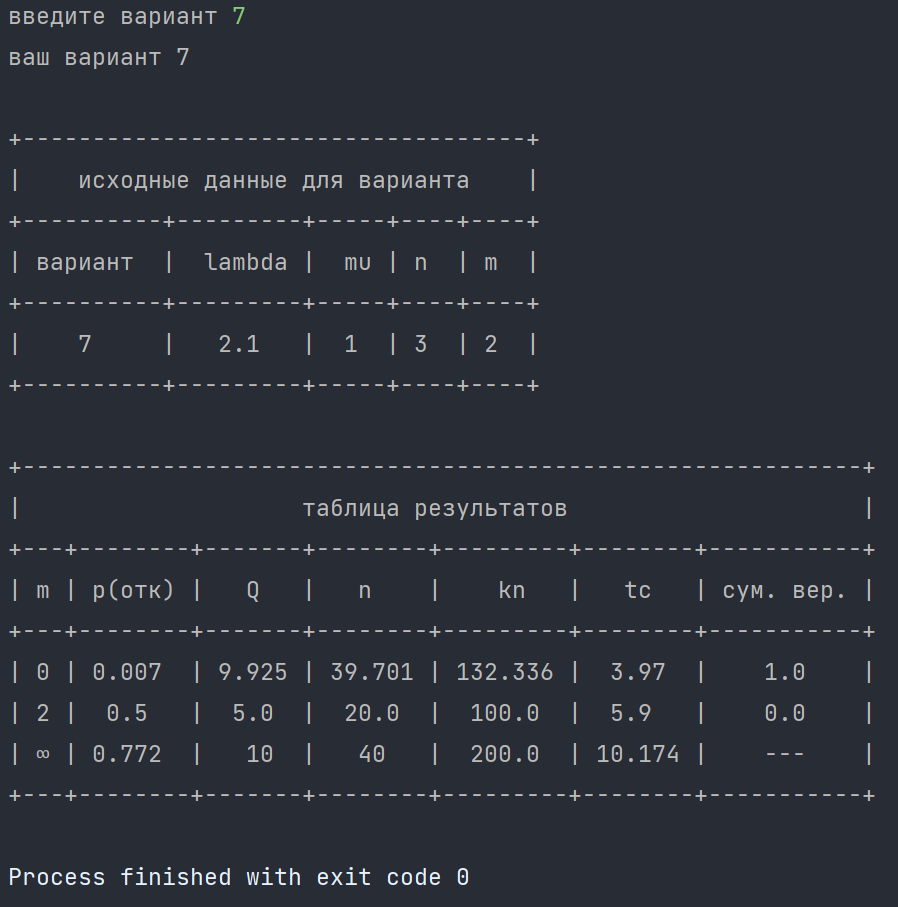 введите вариант 7
ваш вариант 7
+------------------------------------+
|    исходные данные для варианта    |
+----------+---------+-----+----+----+
| вариант  |  lambda |  mu | n  | m  |
+----------+---------+-----+----+----+
|    7     |   2.1   |  1  | 3  | 2  |
+----------+---------+-----+----+----+
+------------------------------------------------------------+
|                    таблица результатов                     |
+---+--------+-------+--------+---------+--------+-----------+
| m | p(отк) |   Q   |   n    |    kn   |   tc   | сум. вер. |
+---+--------+-------+--------+---------+--------+-----------+
| 0 | 0.007  | 9.925 | 39.701 | 132.336 |  3.97  |    1.0    |
| 2 |  0.5   |  5.0  |  20.0  |  100.0  |  5.9   |    0.0    |
| ∞ | 0.772  |   10  |   40   |  200.0  | 10.174 |    ---    |
+---+--------+-------+--------+---------+--------+-----------+
Process finished with exit code 0